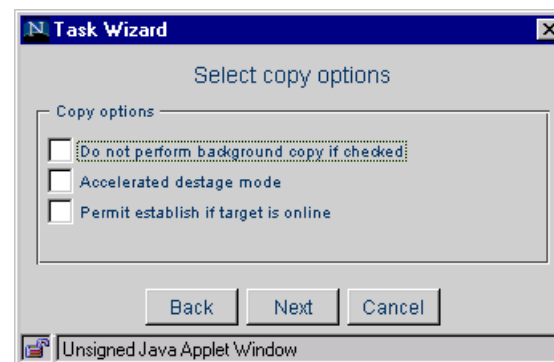 N Task Wizard
Select copy options
Copy options
Do not perform background copy if checked
Accelerated destage mode
Permit establish if target is online
Back
Next
Cancel
Unsigned Java Applet Window